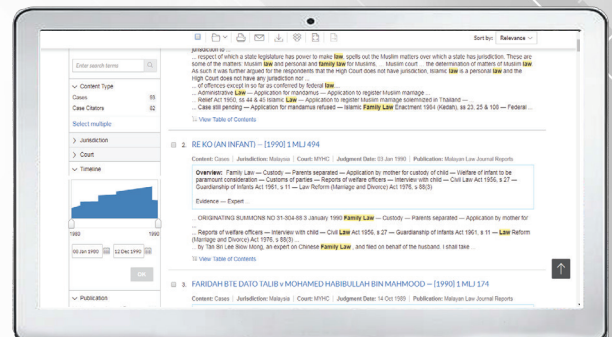 Sort by: Relevance
Enter search terms
Content Type
Cases 93
Case Citators 02
Select multiple
Jurisdiction
Court
Timeline
1980 1990
03 Jan 1980 12 Dec 1990
OK
Publication
jurisdiction to ...
... respect of which a state legislature has power to make law, spells out the Muslim matters over which a state has jurisdiction. These are
some of the matters: Muslim law and personal and family law for Muslims, ... Muslim court ... the determination of matters of Muslim law
As such it was further argued for the respondents that the High Court does not have jurisdiction, Islamic law is a personal law and the
High Court does not have any jurisdiction nor ...
... of offences except in so far as conferred by federal law...
... Administrative Law — Application for mandamus — Application to register Muslim marriage ...
... Relief Act 1950, ss 44 & 45 Islamic Law — Application to register Muslim marriage solemnized in Thailand — ...
... Case still pending — Application for mandamus refused — Islamic Family Law Enactment 1984 (Kedah), ss 23, 25 & 108 — Federal ...
View Table of Contents
2. RE KO (AN INFANT) – [1990] 1 MLJ 494
Content: Cases | Jurisdiction: Malaysia | Court: MYHC | Judgment Date: 03 Jan 1990 | Publication: Malayan Law Journal Reports
Overview: Family Law — Custody — Parents separated — Application by mother for custody of child — Welfare of infant to be
paramount consideration — Customs of parties — Reports of welfare officers — Interview with child — Civil Law Act 1956, s 27 —
Guardianship of Infants Act 1961, s 11 — Law Reform (Marriage and Divorce) Act 1976, s 88(3)
Evidence — Expert ...
... ORIGINATING SUMMONS NO 31-304-88 3 January 1990 Family Law — Custody — Parents separated — Application by mother for
...
... Reports of welfare officers — Interview with child — Civil Law Act 1956, s 27 — Guardianship of Infants Act 1961, s 11 — Law Reform
(Marriage and Divorce) Act 1976, s 88(3) ...
... by Tan Sri Lee Siow Mong, an expert on Chinese Family Law, and filed on behalf of the husband. I shall take ...
View Table of Contents
3. FARIDAH BTE DATO TALIB v MOHAMED HABIBULLAH BIN MAHMOOD – [1990] 1 MLJ 174
Content: Cases | Jurisdiction: Malaysia | Court: MYHC | Judgment Date: 14 Oct 1989 | Publication: Malayan Law Journal Reports